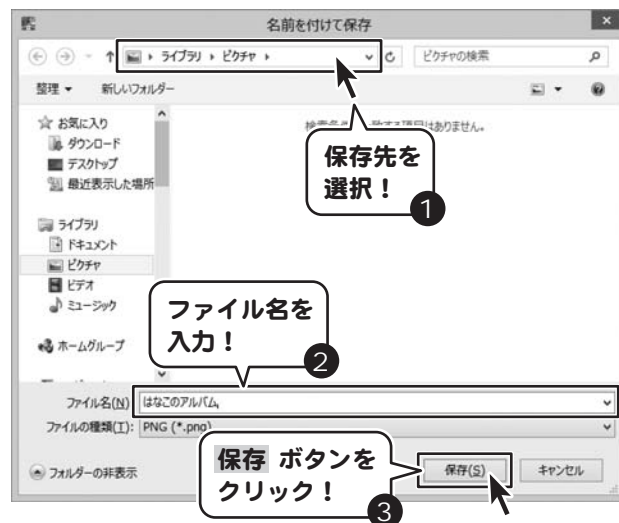 名前を付けて保存
ライブラリ ピクチャ
ピクチャの検索
整理 新しいフォルダー
お気に入り
ダウンロード
デスクトップ
最近表示した場所
ライブラリ
ドキュメント
ピクチャ
ビデオ
ミュージック
ホームグループ
項目はありません。
保存先を
選択！
1
ファイル名を
入力！
2
ファイル名(N) はなこのアルバム
ファイルの種類(T): PNG (*.png)
フォルダーの非表示
保存 ボタンを
クリック！
3
保存(S) キャンセル